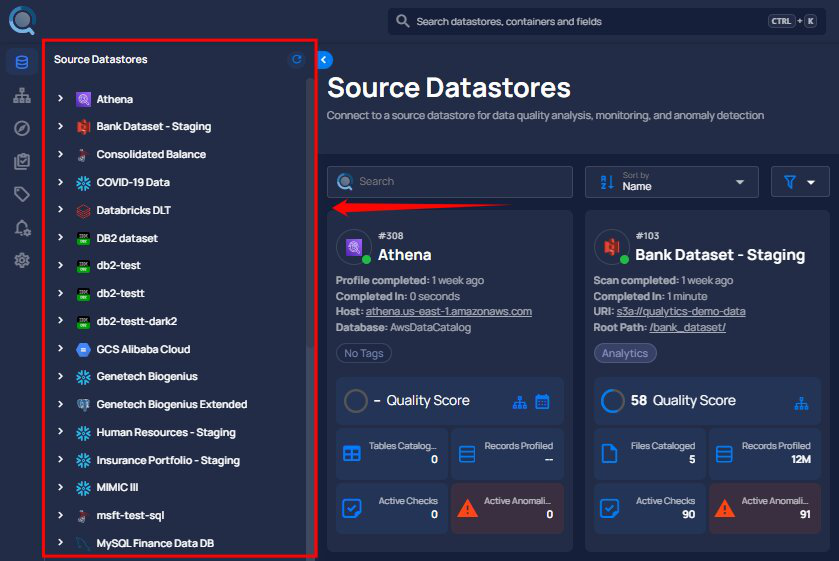 Search datastores, containers and fields
CTRL + K
Source Datastores
Athena
Bank Dataset - Staging
Consolidated Balance
COVID-19 Data
Databricks DLT
DB2 dataset
db2-test
db2-testt
db2-testt-dark2
GCS Alibaba Cloud
Genetech Biogenius
Genetech Biogenius Extended
Human Resources - Staging
Insurance Portfolio - Staging
MIMIC III
msft-test-sql
MySQL Finance Data DB
Source Datastores
Connect to a source datastore for data quality analysis, monitoring, and anomaly detection
Search
Sort by
Name
#308
Athena
Profile completed: 1 week ago
Completed In: 0 seconds
Host: athena.us-east-1.amazonaws.com
Database: AwsDataCatalog
No Tags
– Quality Score
Tables Catalog...
0
Records Profiled
--
Active Checks
0
Active Anomali...
0
#103
Bank Dataset - Staging
Scan completed: 1 week ago
Completed In: 1 minute
URI: s3a://qualytics-demo-data
Root Path: /bank_dataset/
Analytics
58 Quality Score
Files Cataloged
5
Records Profiled
12M
Active Checks
90
Active Anomali...
91